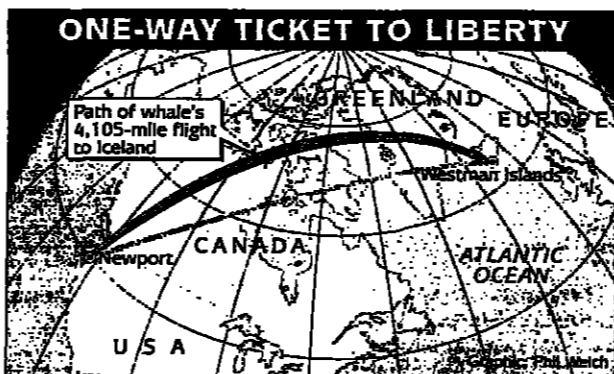 ONE-WAY TICKET TO LIBERTY
Path of whale's
4,105-mile flight
to Iceland
GREENLAND
EUROPE
Westman Islands
Newport
CANADA
ATLANTIC
OCEAN
USA
Graphic: Phil Welch